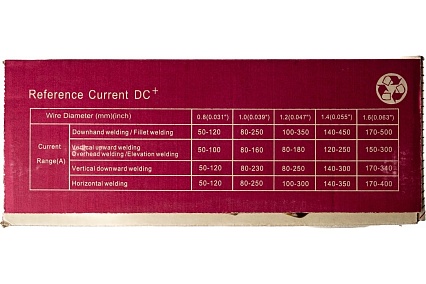 Reference Current DC+
Wiro Diameter (mm)(inch) 0.8(0.031") 1.0(0.039") 1.2(0.047") 1.4(0.055") 1.6(0.063")
Current Range(A)
Downhand welding / Fillet welding 50-120 80-250 100-350 140-450 170-500
Vertical upward welding
Overhead welding /Elevation welding 50-100 80-160 80-180 120-250 150-300
Vertical downward welding 50-120 80-230 80-250 140-300 170-340
Horizontal welding 50-120 80-250 100-300 140-350 170-400